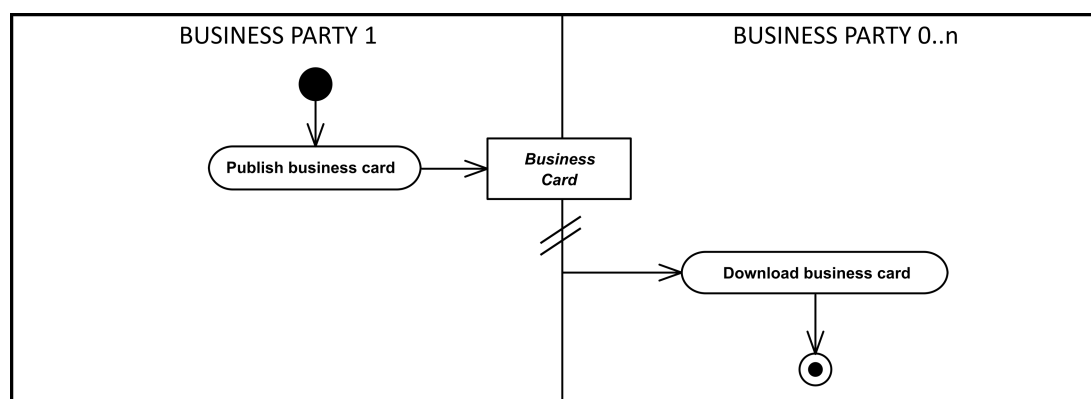 BUSINESS PARTY 1
BUSINESS PARTY 0..n
Publish business card
Business
Card
Download business card